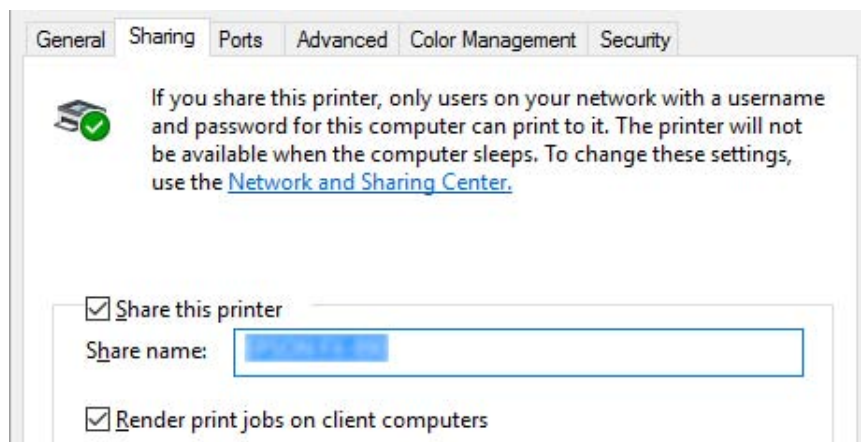 General Sharing Ports Advanced Color Management Security
If you share this printer, only users on your network with a username
and password for this computer can print to it. The printer will not
be available when the computer sleeps. To change these settings,
use the Network and Sharing Center.
Share this printer
Share name:
Render print jobs on client computers